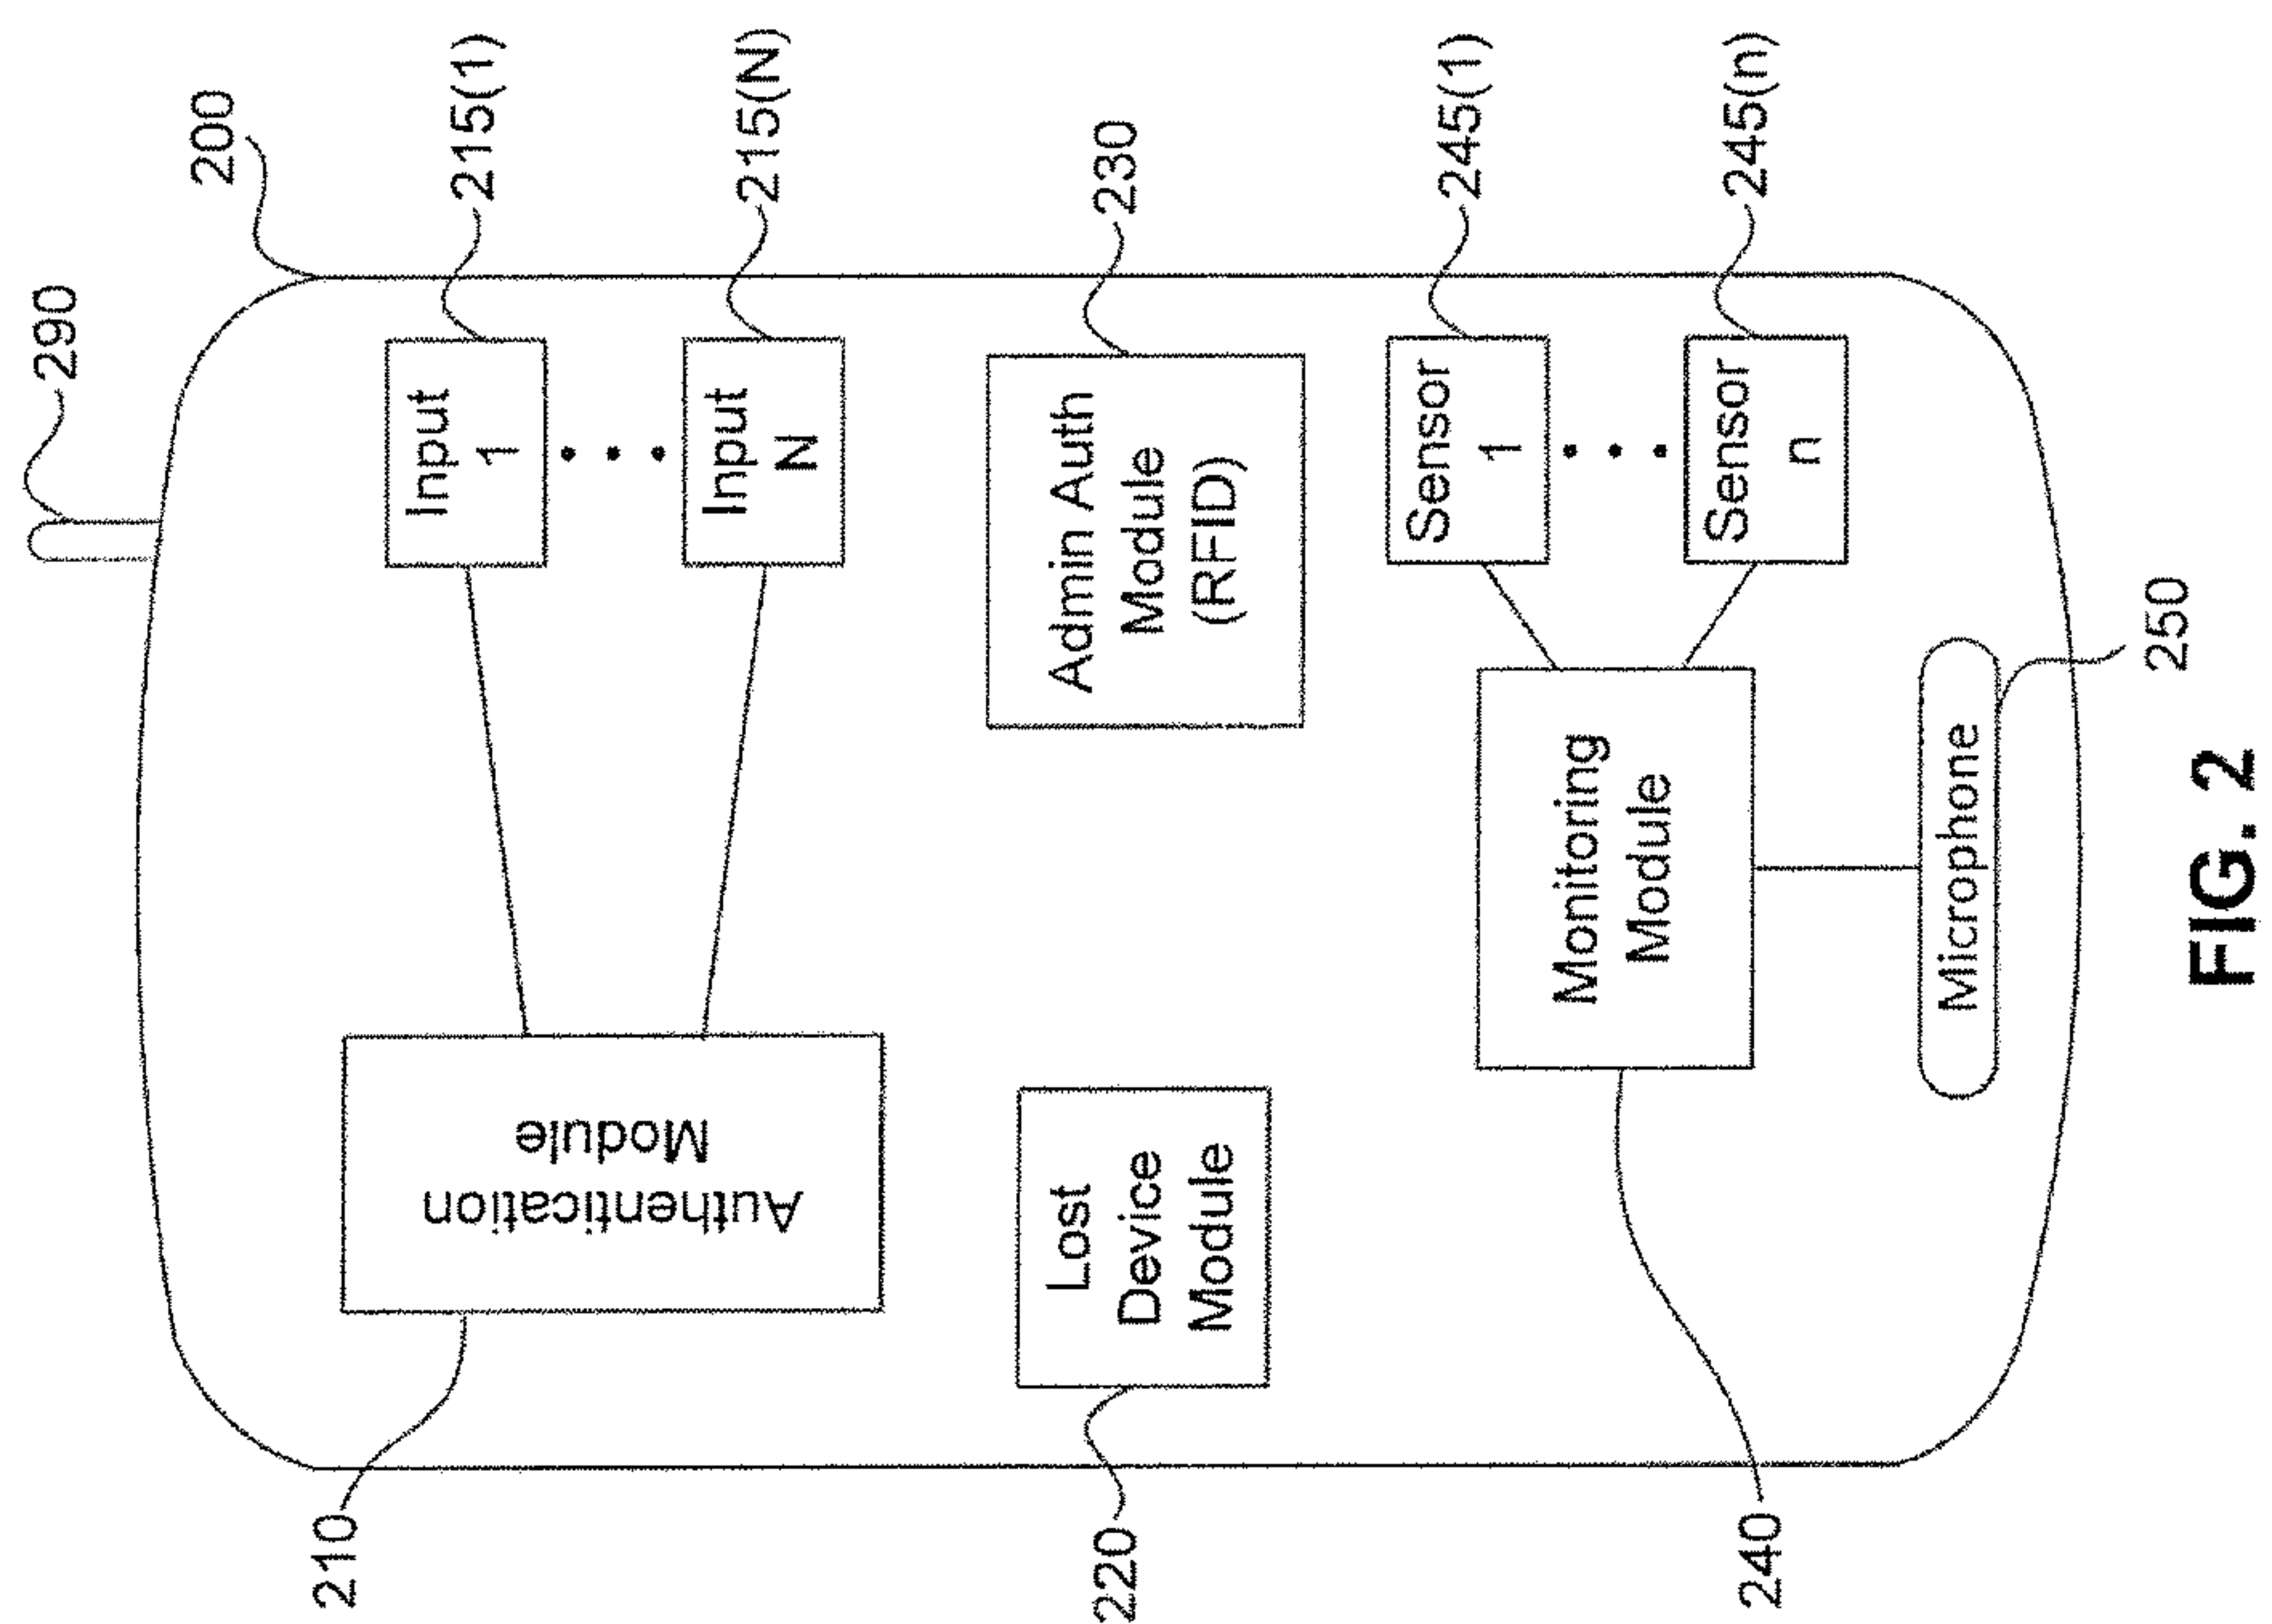 290
200
215(1)
Input
1
215(N)
Input
N
210
Authentication
Module
230
Admin Auth
Module
(RFID)
220
Lost
Device
Module
245(1)
Sensor
1
245(n)
Sensor
n
240
Monitoring
Module
Microphone
250
FIG. 2